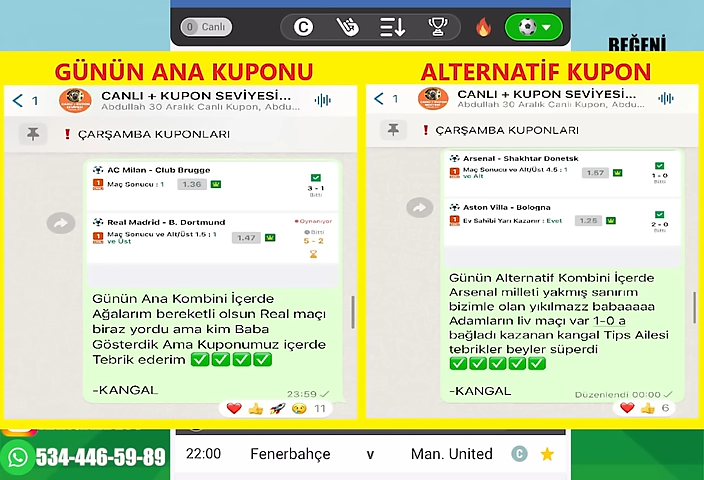 0 Canlı
C
BEĞENİ
GÜNÜN ANA KUPONU
1
CANLI + KUPON SEVİYESİ...
Abdullah 30 Aralık Canlı Kupon, Abdu...
ÇARŞAMBA KUPONLARI
AC Milan - Club Brugge
1 Maç Sonucu : 1 1.36
3 - 1
Bitti
Real Madrid - B. Dortmund
Oynanıyor
1 Maç Sonucu ve Alt/Üst 1.5 : 1 ve Üst 1.47
Bitti
5 - 2
Günün Ana Kombini İçerde
Ağalarım bereketli olsun Real maçı
biraz yordu ama kim Baba
Gösterdik Ama Kuponumuz içerde
Tebrik ederim ✅✅✅✅
-KANGAL
23:59
❤️👍🚀😢 11
ALTERNATİF KUPON
1
CANLI + KUPON SEVİYESİ...
Abdullah 30 Aralık Canlı Kupon, Abdu...
ÇARŞAMBA KUPONLARI
Arsenal - Shakhtar Donetsk
1 Maç Sonucu ve Alt/Üst 4.5 : 1 ve Alt 1.57
1 - 0
Bitti
Aston Villa - Bologna
1 Ev Sahibi Yarı Kazanır : Evet 1.25
2 - 0
Bitti
Günün Alternatif Kombini İçerde
Arsenal milleti yakmış sanırım
bizimle olan yıkılmazz babaaaaa
Adamların liv maçı var 1-0 a
bağladı kazanan kangal Tips Ailesi
tebrikler beyler süperdi
✅✅✅✅✅
-KANGAL
Düzenlendi 00:00
❤️👍 6
534-446-59-89
22:00 Fenerbahçe v Man. United C